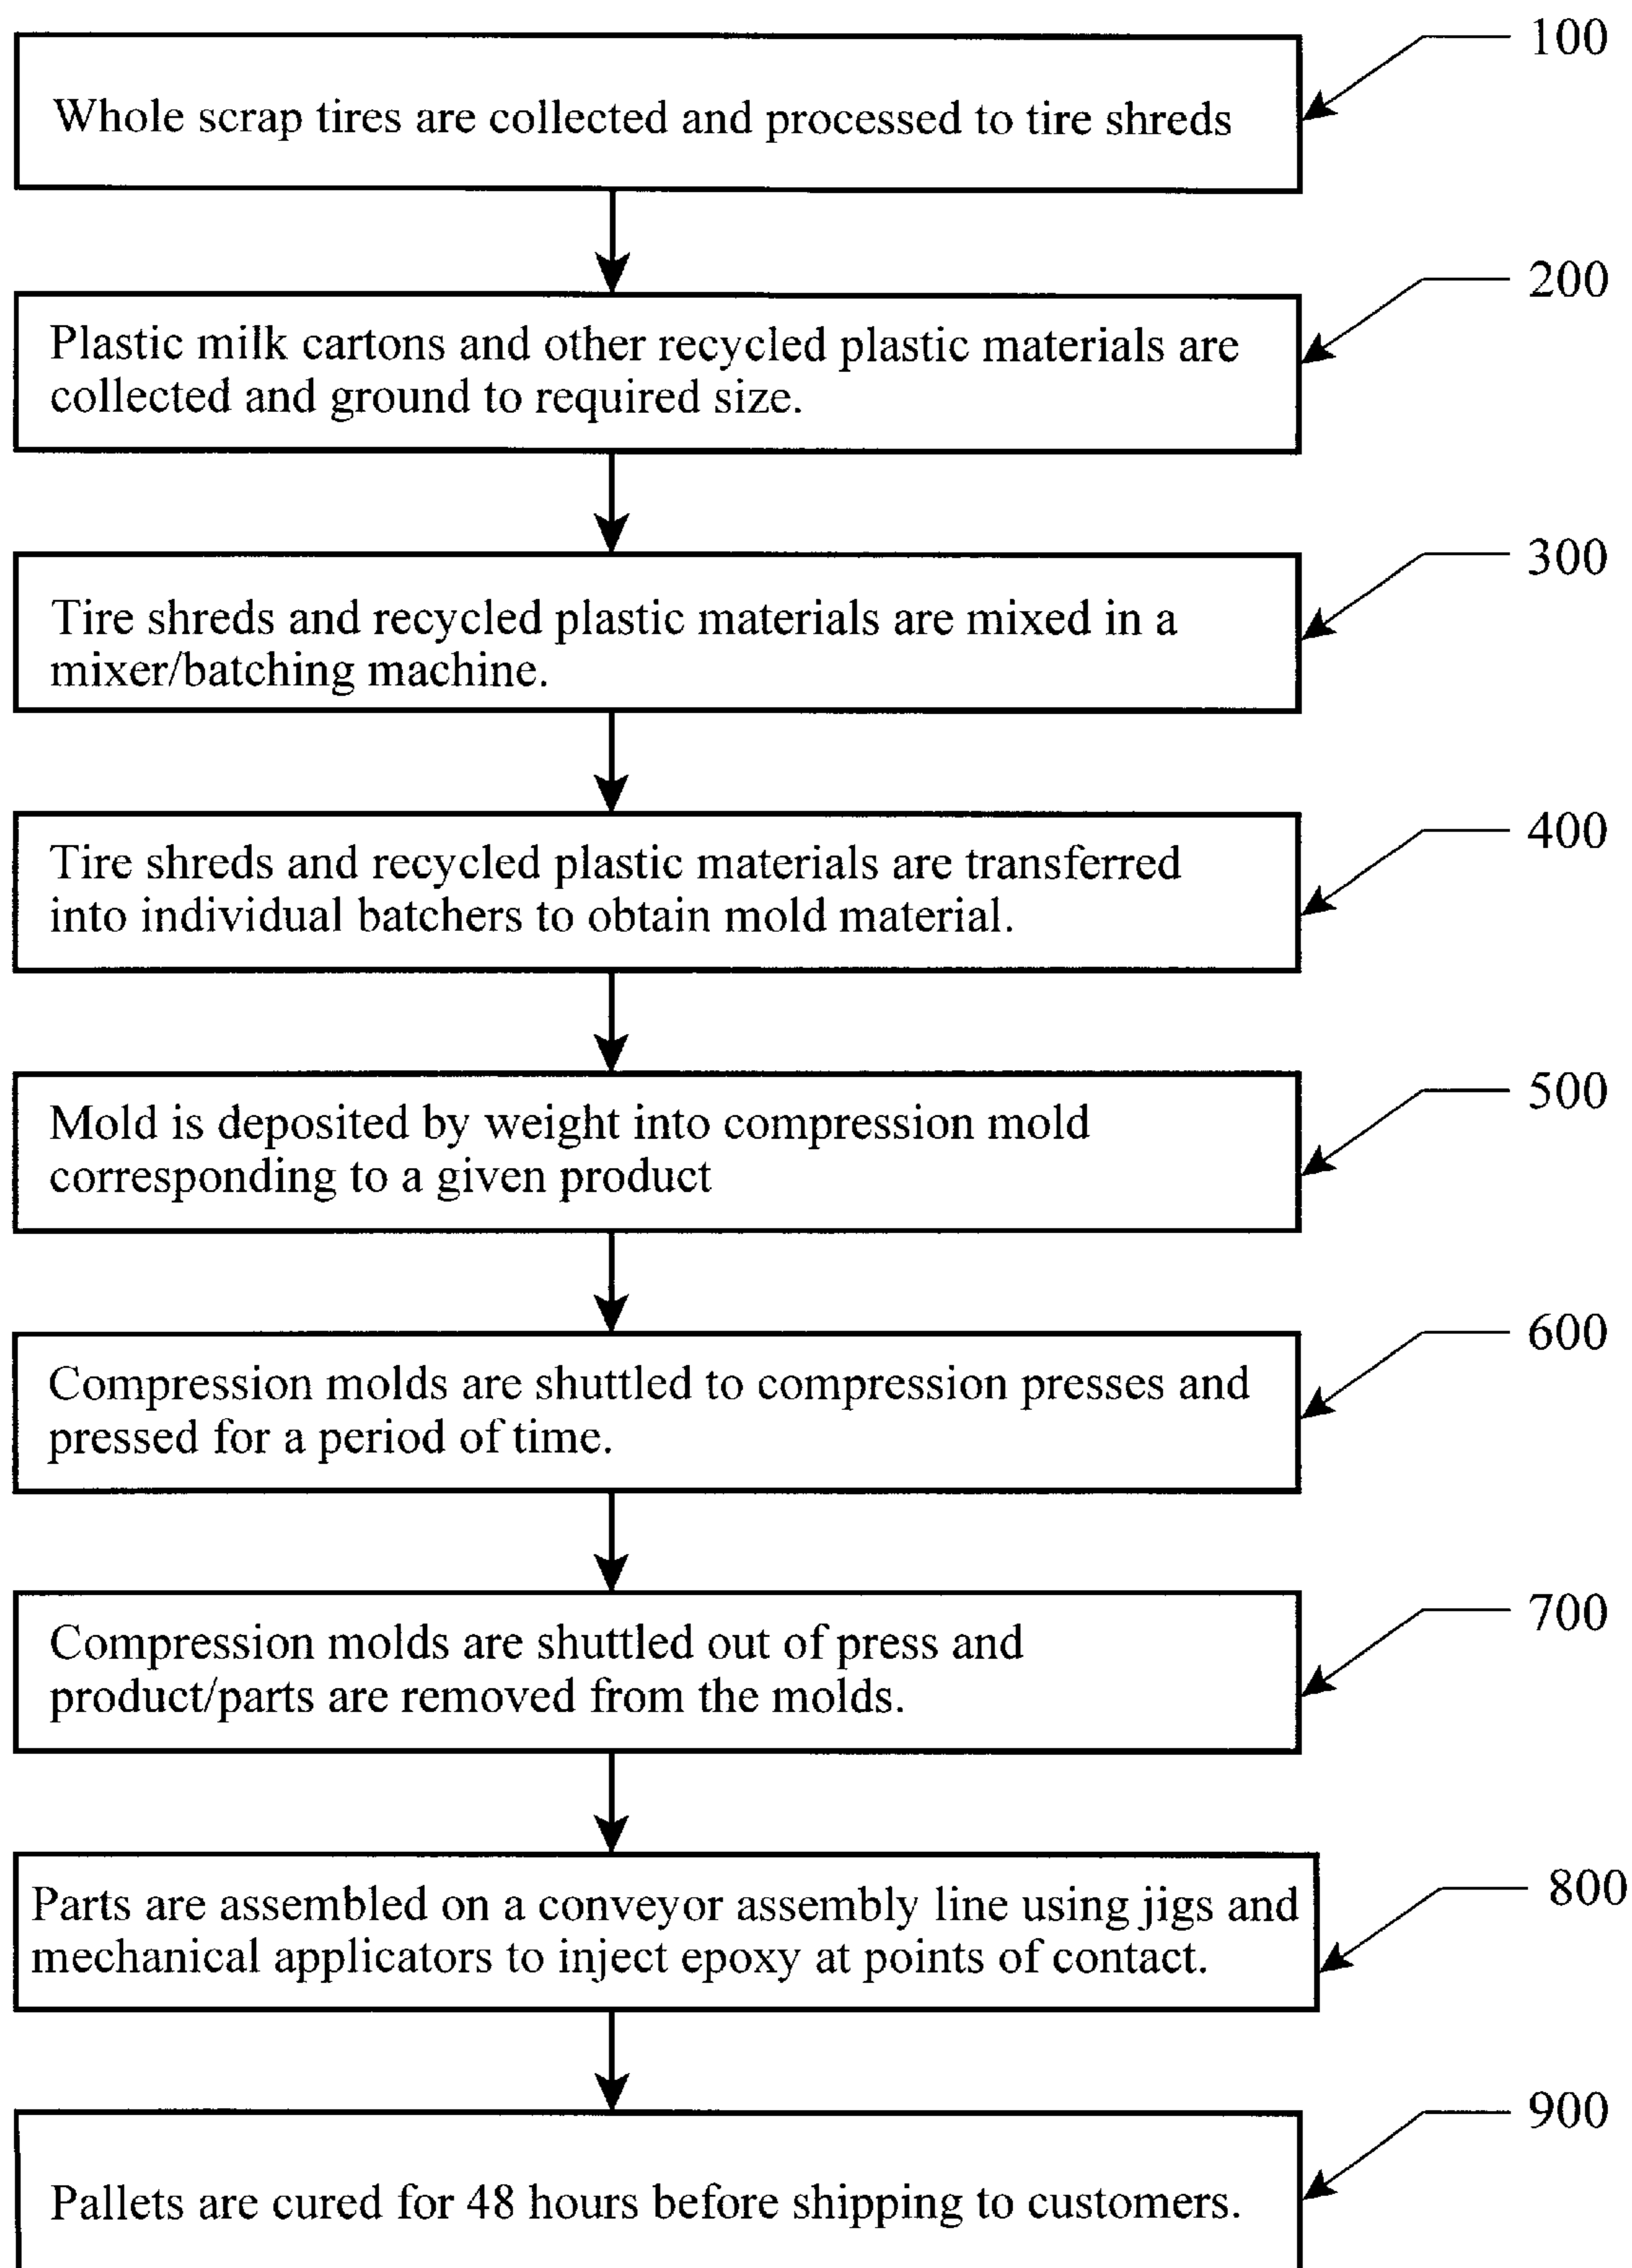 100
Whole scrap tires are collected and processed to tire shreds
200
Plastic milk cartons and other recycled plastic materials are
collected and ground to required size.
300
Tire shreds and recycled plastic materials are mixed in a
mixer/batching machine.
400
Tire shreds and recycled plastic materials are transferred
into individual batchers to obtain mold material.
500
Mold is deposited by weight into compression mold
corresponding to a given product
600
Compression molds are shuttled to compression presses and
pressed for a period of time.
700
Compression molds are shuttled out of press and
product/parts are removed from the molds.
800
Parts are assembled on a conveyor assembly line using jigs and
mechanical applicators to inject epoxy at points of contact.
900
Pallets are cured for 48 hours before shipping to customers.